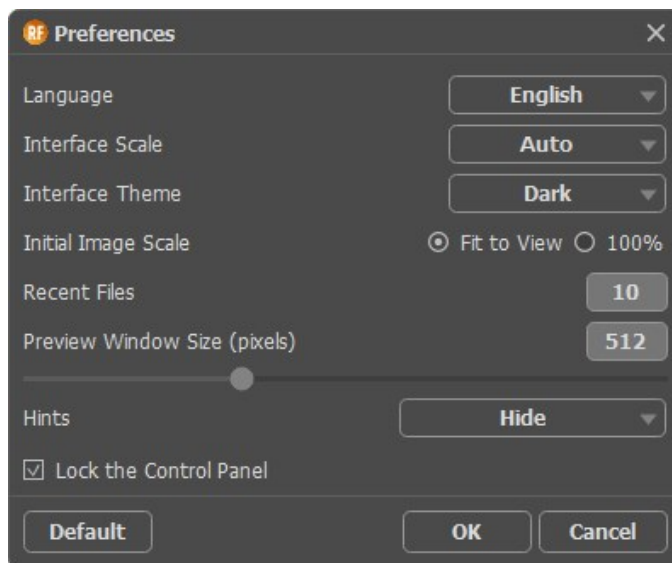 RF Preferences
Language English
Interface Scale Auto
Interface Theme Dark
Initial Image Scale Fit to View 100%
Recent Files 10
Preview Window Size (pixels) 512
Hints Hide
Lock the Control Panel
Default OK Cancel